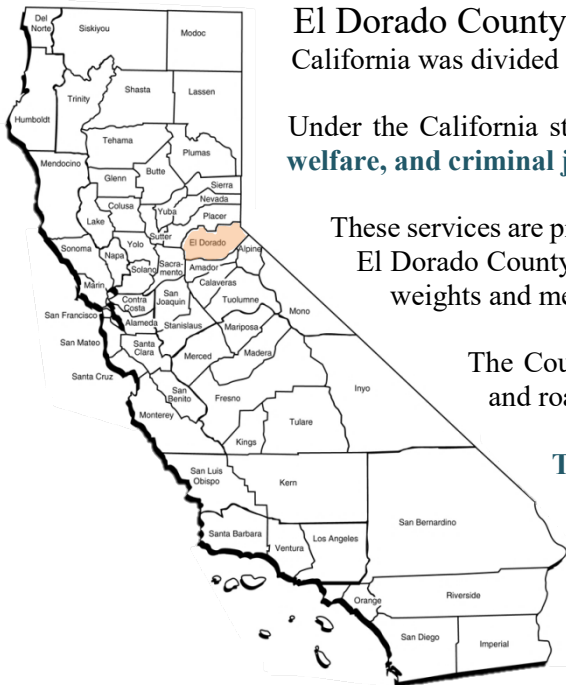 El Dorado County
California was divided
Under the California
welfare, and criminal
These services are
El Dorado County
weights and
The
and
Del
Norte
Siskiyou
Modoc
Trinity
Shasta
Lassen
Humboldt
Tehama
Plumas
Mendocino
Glenn
Butte
Sierra
Colusa
Nevada
Yuba
Placer
Lake
Sutter
Sonoma
Yolo
El Dorado
Alpine
Napa
Solano
Sacra-
mento
Amador
Calaveras
Marin
Contra
Costa
San
Joaquin
Tuolumne
Mono
San Francisco
Alameda
Stanislaus
Mariposa
San Mateo
Santa
Clara
Merced
Madera
Santa Cruz
San
Benito
Fresno
Inyo
Monterey
Tulare
Kings
San Luis
Obispo
Kern
San Bernardino
Santa Barbara
Ventura
Los Angeles
Orange
Riverside
San Diego
Imperial